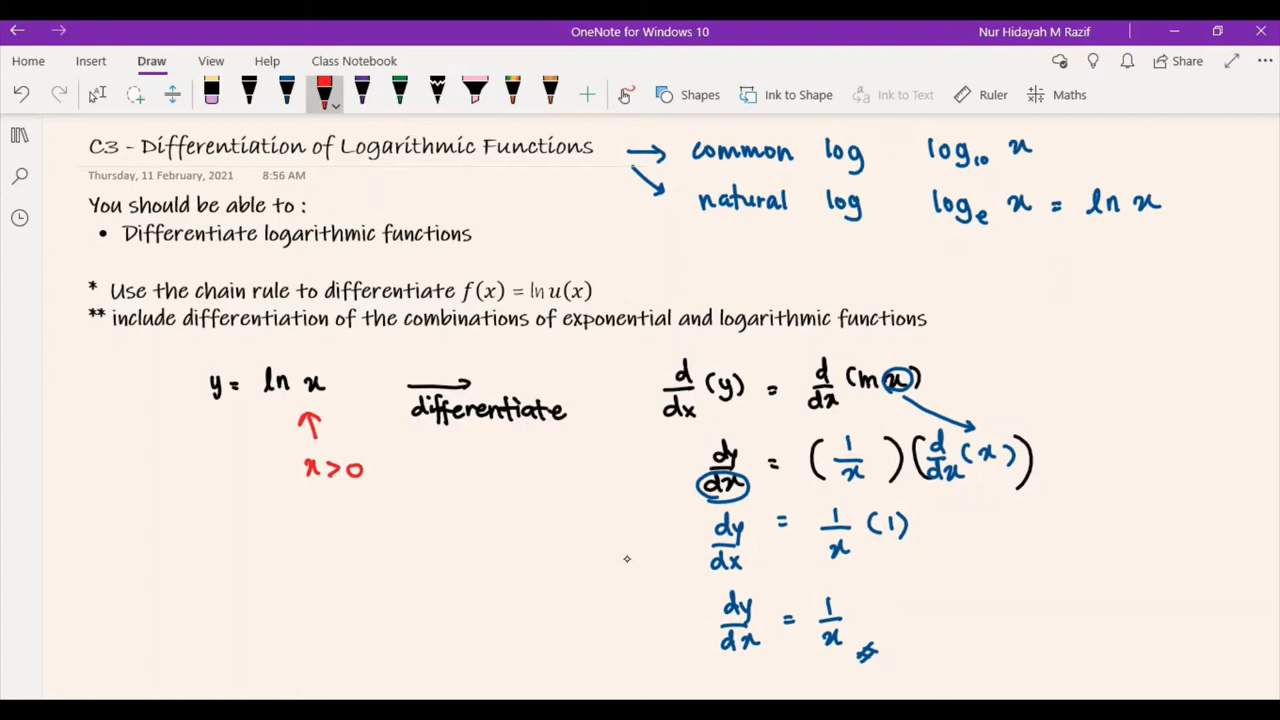 OneNote for Windows 10
Nur Hidayah M Razif
Home Insert Draw View Help Class Notebook Share
Shapes Ink to Shape Ink to Text Ruler Maths
C3 - Differentiation of Logarithmic Functions
→ common log log₁₀ x
Thursday, 11 February, 2021 8:56 AM
→ natural log logₑ x = ln x
You should be able to :
• Differentiate logarithmic functions
* Use the chain rule to differentiate f(x) = ln u(x)
** include differentiation of the combinations of exponential and logarithmic functions
y = ln x → differentiate
x > 0
d/dx (y) = d/dx (ln x)
dy/dx = (1/x) (d/dx (x))
dy/dx = 1/x (1)
dy/dx = 1/x